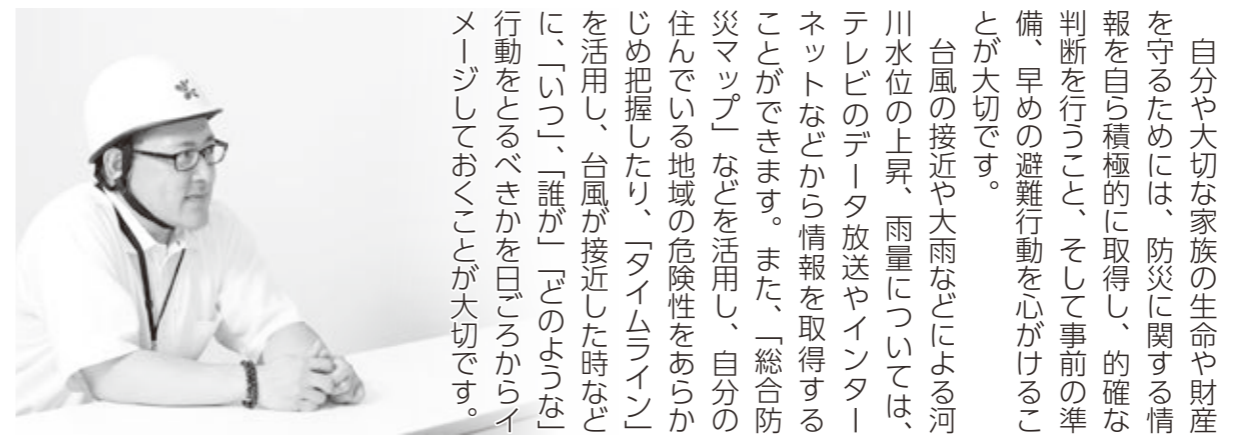 自分や大切な家族の生命や財産
を守るためには、防災に関する情
報を自ら積極的に取得し、的確な
判断を行うこと、そして事前の準
備、早めの避難行動を心がけるこ
とが大切です。
台風の接近や大雨などによる河
川水位の上昇、雨量については、
テレビのデータ放送やインター
ネットなどから情報を取得する
ことができます。また、「総合防
災マップ」などを活用し、自分の
住んでいる地域の危険性をあらか
じめ把握したり、「タイムライン」
を活用し、台風が接近した時など
に、「いつ」、「誰が」「どのような」
行動をとるべきかを日ごろからイ
メージしておくことが大切です。